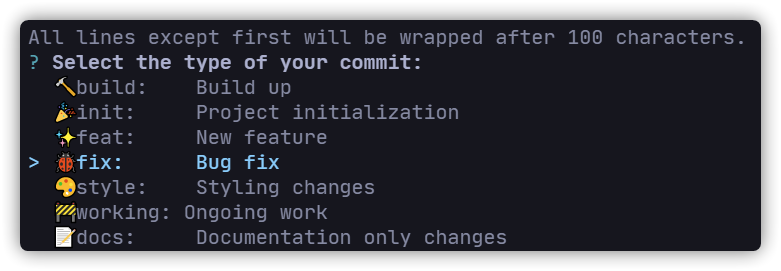 All lines except first will be wrapped after 100 characters.
? Select the type of your commit:
🔨build:    Build up
🎉init:     Project initialization
✨feat:     New feature
> 🐞fix:      Bug fix
🎨style:    Styling changes
🚧working: Ongoing work
📝docs:     Documentation only changes